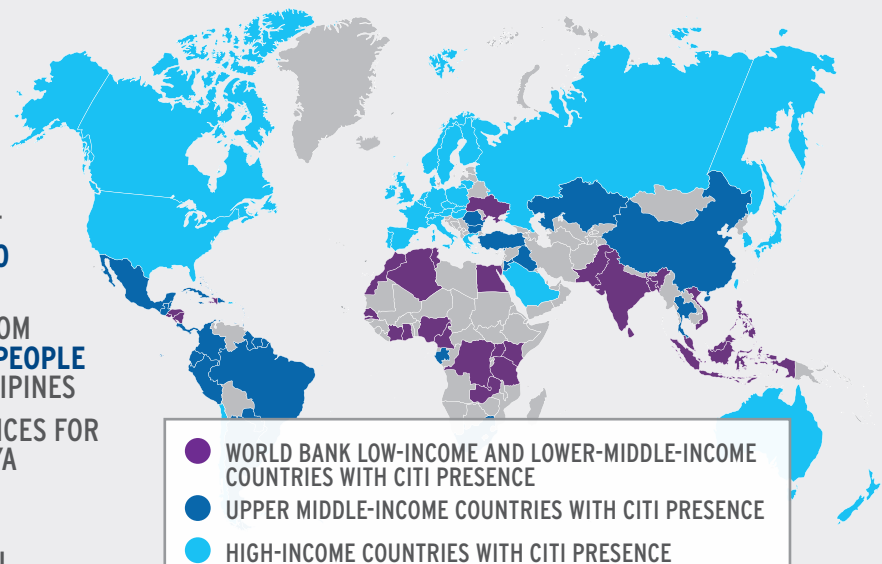 O
OM
PEOPLE
IPINES
ICES FOR
YA
WORLD BANK LOW-INCOME AND LOWER-MIDDLE-INCOME
COUNTRIES WITH CITI PRESENCE
UPPER MIDDLE-INCOME COUNTRIES WITH CITI PRESENCE
HIGH-INCOME COUNTRIES WITH CITI PRESENCE